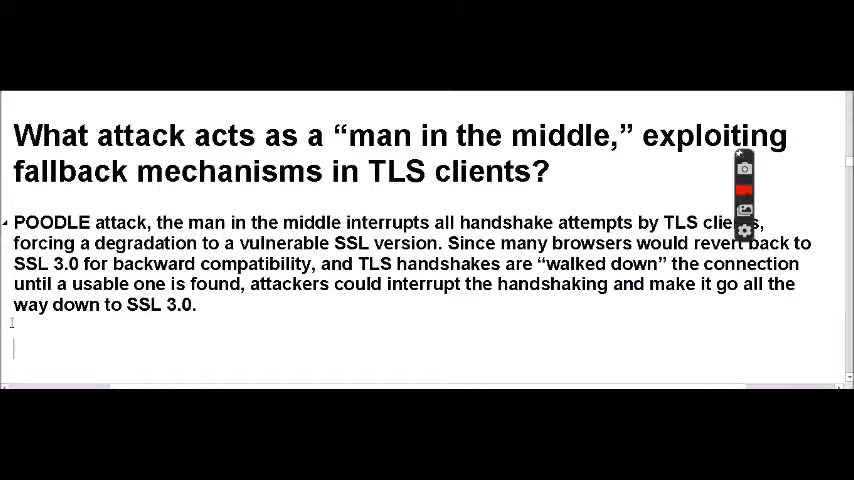 What attack acts as a “man in the middle,” exploiting
fallback mechanisms in TLS clients?
POODLE attack, the man in the middle interrupts all handshake attempts by TLS clients,
forcing a degradation to a vulnerable SSL version. Since many browsers would revert back to
SSL 3.0 for backward compatibility, and TLS handshakes are “walked down” the connection
until a usable one is found, attackers could interrupt the handshaking and make it go all the
way down to SSL 3.0.